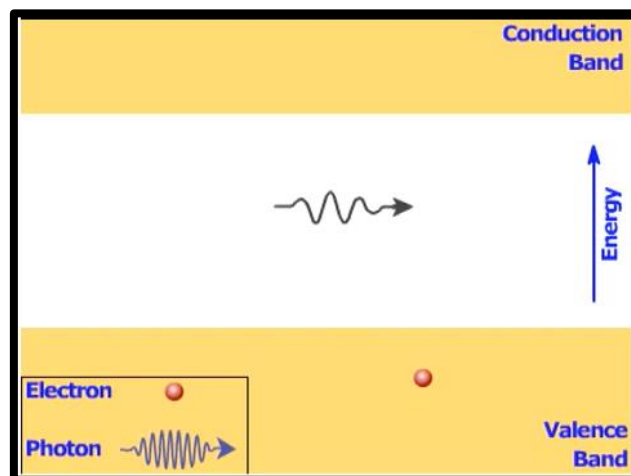 Conduction
Band
Energy
Electron
Photon
Valence
Band